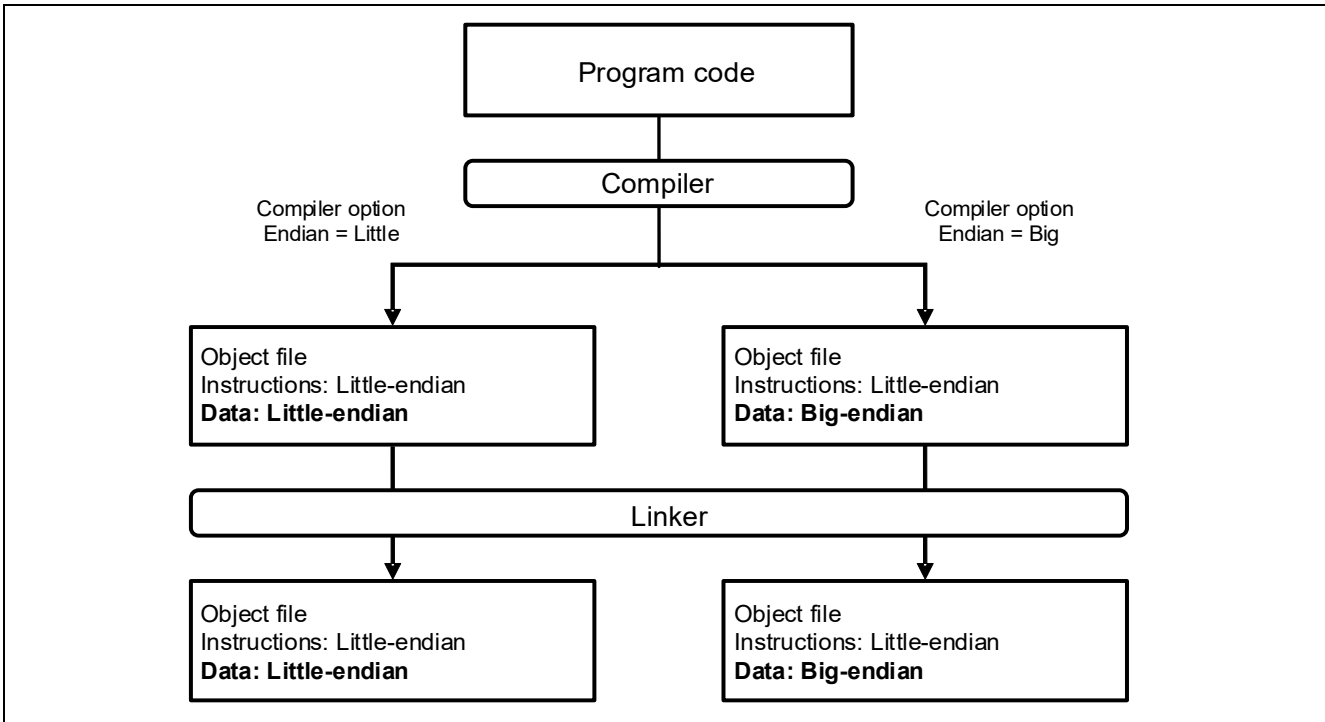 Program code
Compiler
Compiler option
Endian = Little
Compiler option
Endian = Big
Object file
Instructions: Little-endian
Data: Little-endian
Object file
Instructions: Little-endian
Data: Big-endian
Linker
Object file
Instructions: Little-endian
Data: Little-endian
Object file
Instructions: Little-endian
Data: Big-endian